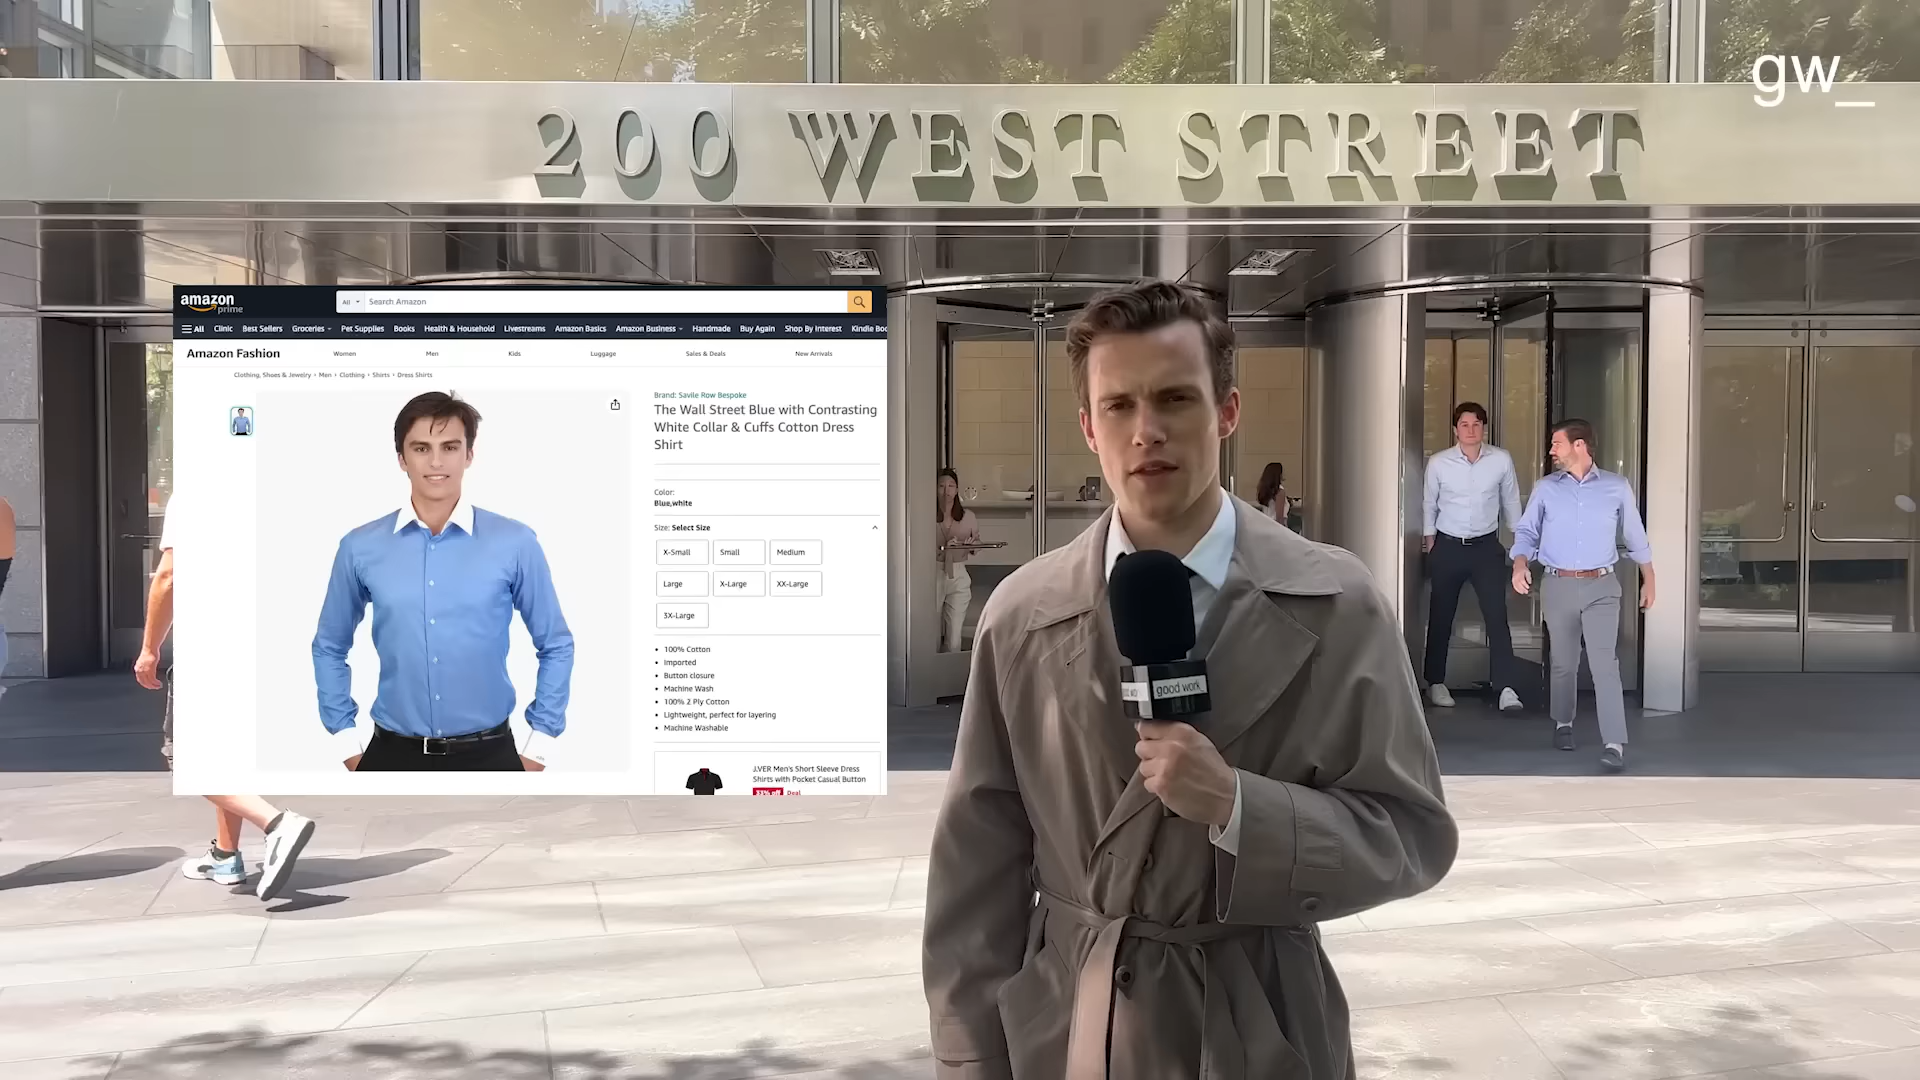 gw_
200 WEST STREET
amazon
prime
All
Search Amazon
All Clinic Best Sellers Groceries Pet Supplies Books Health & Household Livestreams Amazon Basics Amazon Business Handmade Buy Again Shop By Interest Kindle Boo
Amazon Fashion Women Men Kids Luggage Sales & Deals New Arrivals
Clothing, Shoes & Jewelry › Men › Clothing › Shirts › Dress Shirts
Brand: Savile Row Bespoke
The Wall Street Blue with Contrasting
White Collar & Cuffs Cotton Dress
Shirt
Color:
Blue,white
Size: Select Size
X-Small Small Medium
Large X-Large XX-Large
3X-Large
• 100% Cotton
• Imported
• Button closure
• Machine Wash
• 100% 2 Ply Cotton
• Lightweight, perfect for layering
• Machine Washable
J.VER Men's Short Sleeve Dress
Shirts with Pocket Casual Button
33% off Deal
good work